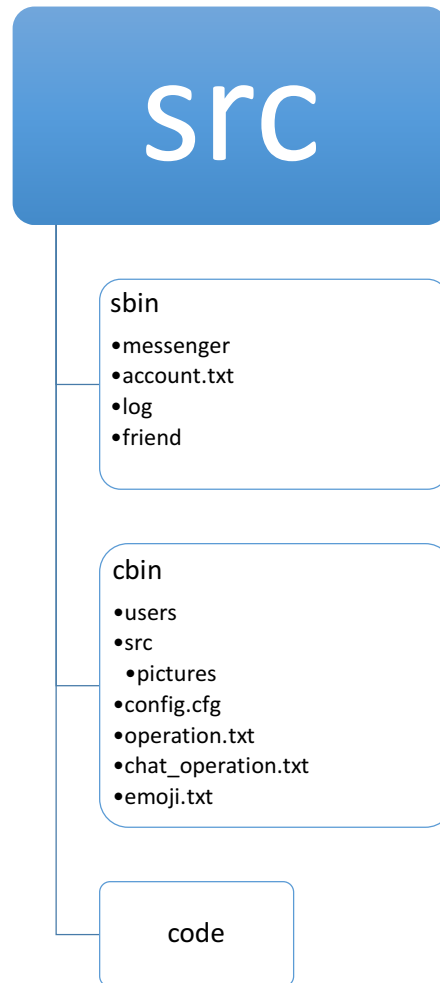 src
sbin
•messenger
•account.txt
•log
•friend
cbin
•users
•src
•pictures
•config.cfg
•operation.txt
•chat_operation.txt
•emoji.txt
code